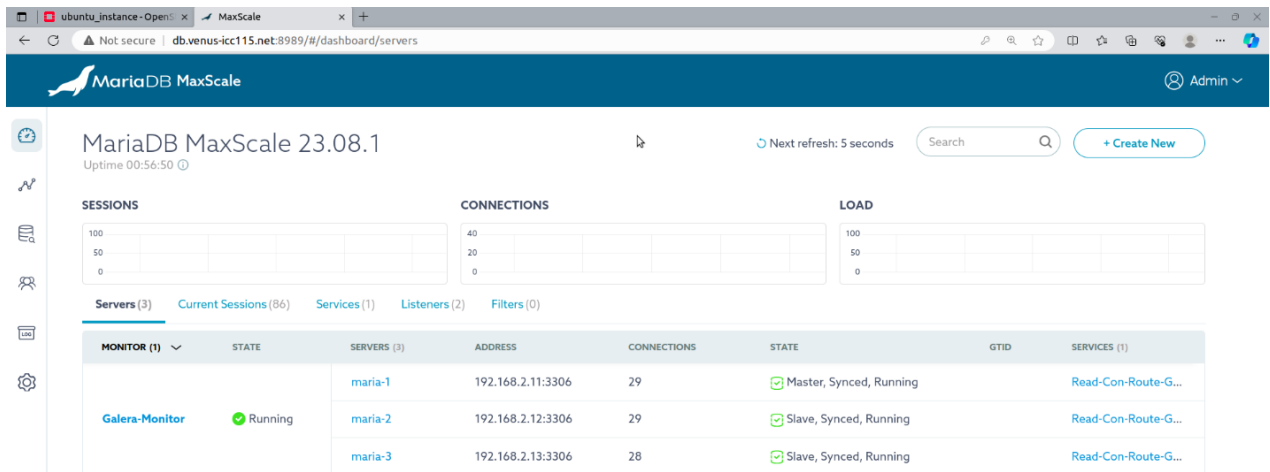 ubuntu_instance - OpenS
MaxScale
Not secure | db.venus-icc115.net:8989/#/dashboard/servers
MariaDB MaxScale
Admin
MariaDB MaxScale 23.08.1
Uptime 00:56:50
Next refresh: 5 seconds
Search
+ Create New
SESSIONS CONNECTIONS LOAD
100 40 100
50 20 50
0 0 0
Servers (3) Current Sessions (86) Services (1) Listeners (2) Filters (0)
MONITOR (1) STATE SERVERS (3) ADDRESS CONNECTIONS STATE GTID SERVICES (1)
maria-1 192.168.2.11:3306 29 Master, Synced, Running Read-Con-Route-G...
Galera-Monitor Running maria-2 192.168.2.12:3306 29 Slave, Synced, Running Read-Con-Route-G...
maria-3 192.168.2.13:3306 28 Slave, Synced, Running Read-Con-Route-G...
LOG